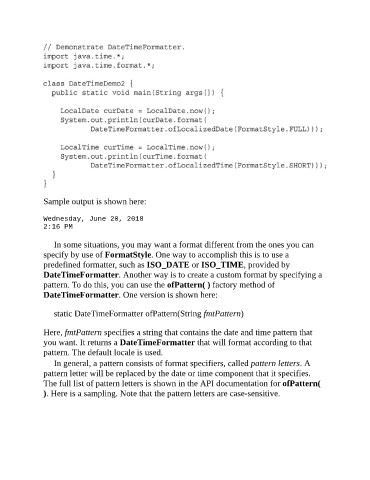 // Demonstrate DateTimeFormatter.
import java.time.*;
import java.time.format.*;
class DateTimeDemo2 {
public static void main(String args[]) {
LocalDate curDate = LocalDate.now();
System.out.println(curDate.format(
DateTimeFormatter.ofLocalizedDate(FormatStyle.FULL)));
LocalTime curTime = LocalTime.now();
System.out.println(curTime.format(
DateTimeFormatter.ofLocalizedTime(FormatStyle.SHORT)));
}
}
Sample output is shown here:
Wednesday, June 20, 2018
2:16 PM
In some situations, you may want a format different from the ones you can
specify by use of FormatStyle. One way to accomplish this is to use a
predefined formatter, such as ISO_DATE or ISO_TIME, provided by
DateTimeFormatter. Another way is to create a custom format by specifying a
pattern. To do this, you can use the ofPattern( ) factory method of
DateTimeFormatter. One version is shown here:
static DateTimeFormatter ofPattern(String fmtPattern)
Here, fmtPattern specifies a string that contains the date and time pattern that
you want. It returns a DateTimeFormatter that will format according to that
pattern. The default locale is used.
In general, a pattern consists of format specifiers, called pattern letters. A
pattern letter will be replaced by the date or time component that it specifies.
The full list of pattern letters is shown in the API documentation for ofPattern(
). Here is a sampling. Note that the pattern letters are case-sensitive.